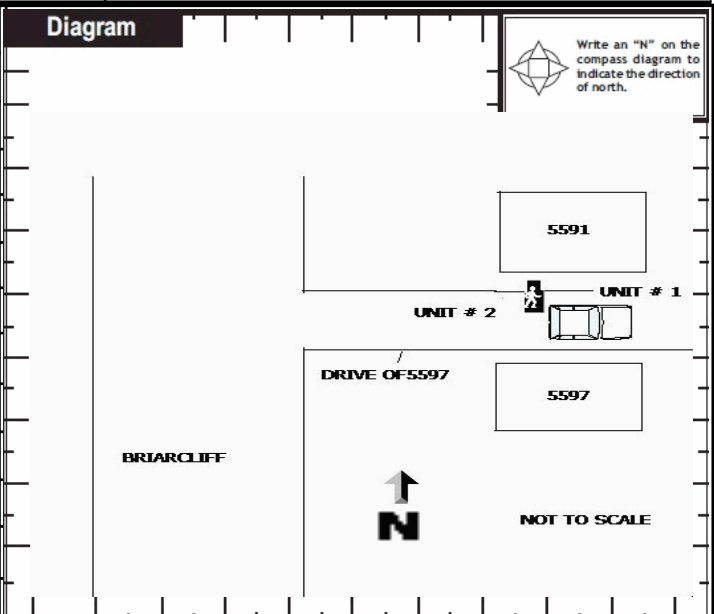 Diagram
Write an “N” on the
compass diagram to
indicate the direction
of north.
5591
UNIT # 1
UNIT # 2
DRIVE OF5597
5597
BRIARCLIFF
N
NOT TO SCALE